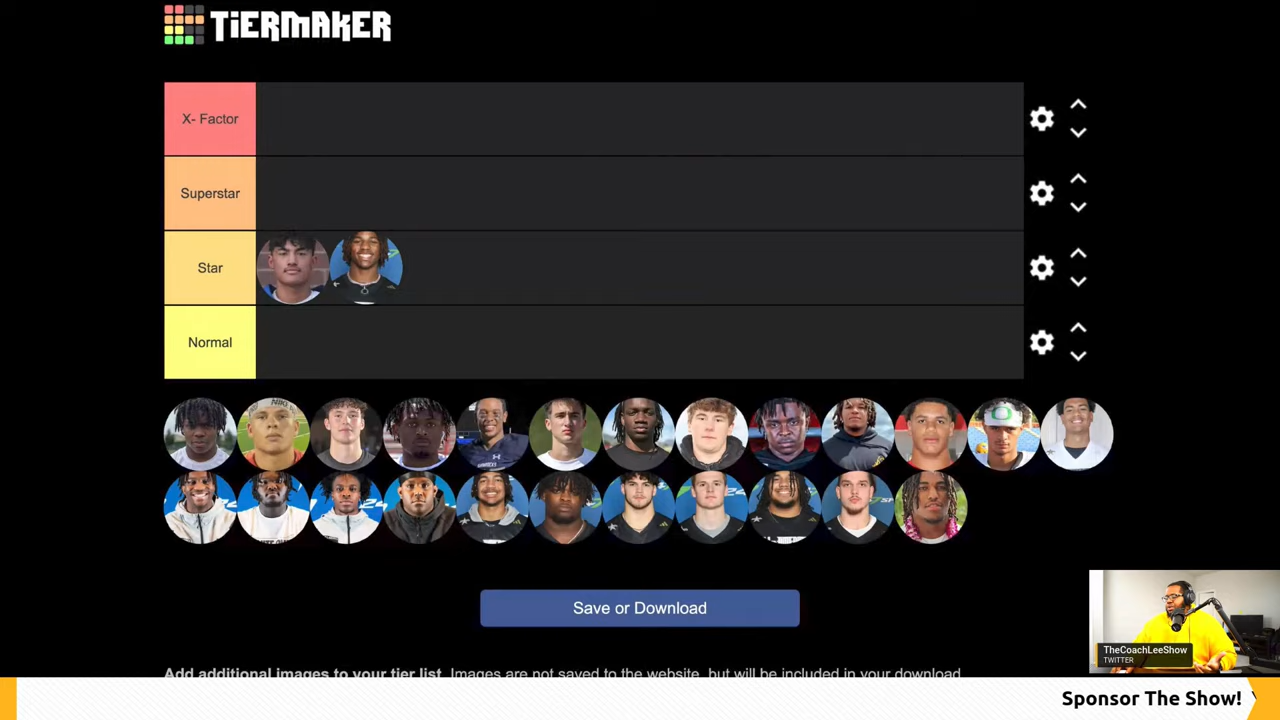 TiERMAKER
X- Factor
Superstar
Star
Normal
Save or Download
Add additional images to your tier list. Images are not saved to the website, but will be included in your download
TheCoachLeeShow
TWITTER
Sponsor The Show!